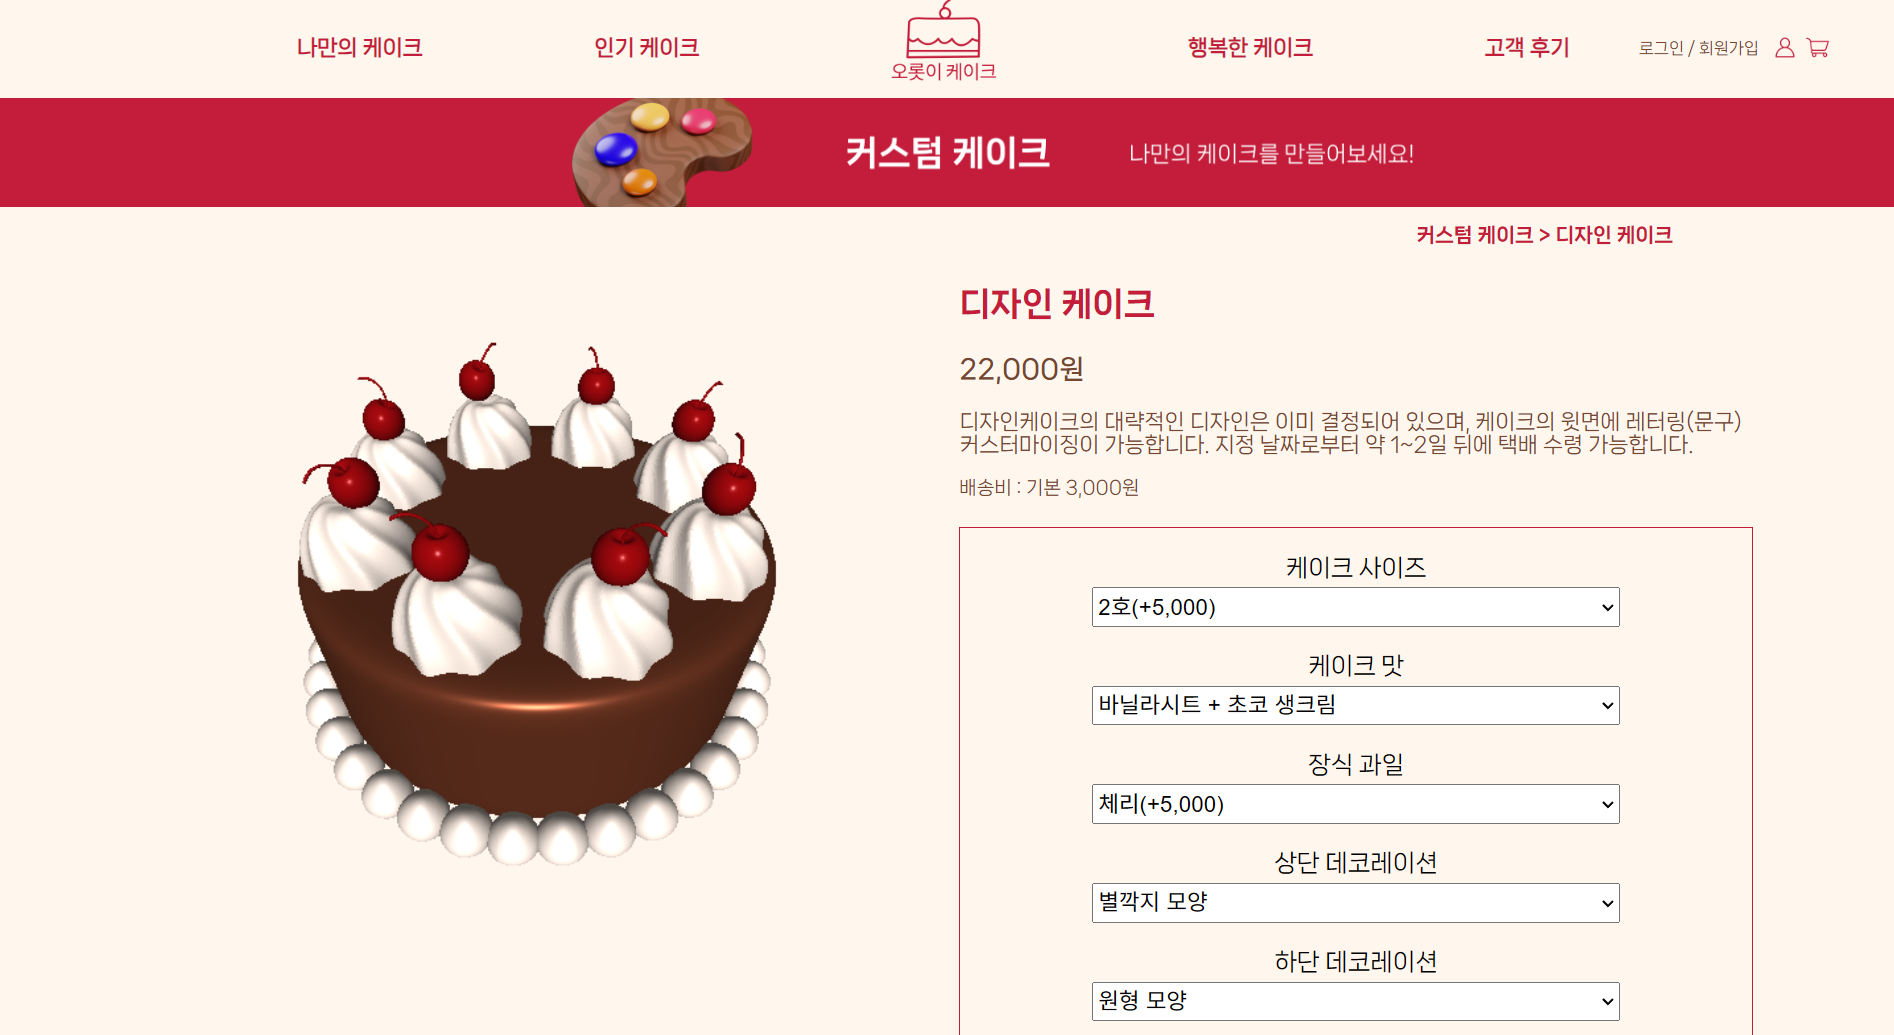 나만의 케이크
인기 케이크
오롯이 케이크
행복한 케이크
고객 후기
로그인 / 회원가입
커스텀 케이크
나만의 케이크를 만들어보세요!
커스텀 케이크 > 디자인 케이크
디자인 케이크
22,000원
디자인케이크의 대략적인 디자인은 이미 결정되어 있으며, 케이크의 윗면에 레터링(문구)
커스터마이징이 가능합니다. 지정 날짜로부터 약 1~2일 뒤에 택배 수령 가능합니다.
배송비 : 기본 3,000원
케이크 사이즈
2호(+5,000)
케이크 맛
바닐라시트 + 초코 생크림
장식 과일
체리(+5,000)
상단 데코레이션
별깍지 모양
하단 데코레이션
원형 모양